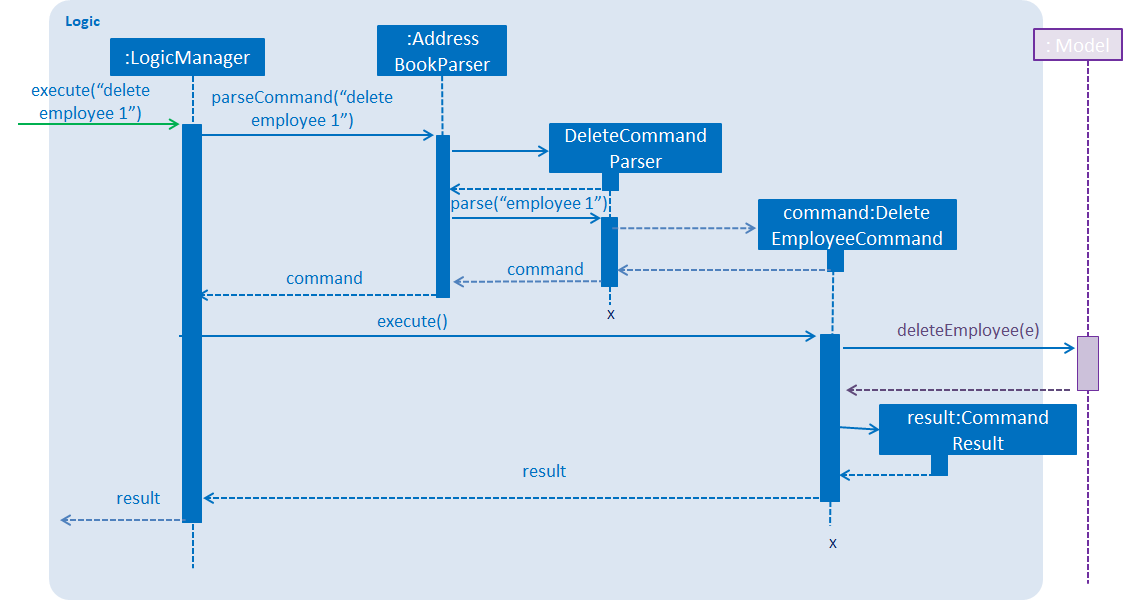 Logic
:LogicManager
:Address
BookParser
: Model
execute(“delete
employee 1”)
parseCommand(“delete
employee 1”)
DeleteCommand
Parser
parse(“employee 1”)
command:Delete
EmployeeCommand
command
command
x
execute()
deleteEmployee(e)
result:Command
Result
result
result
x